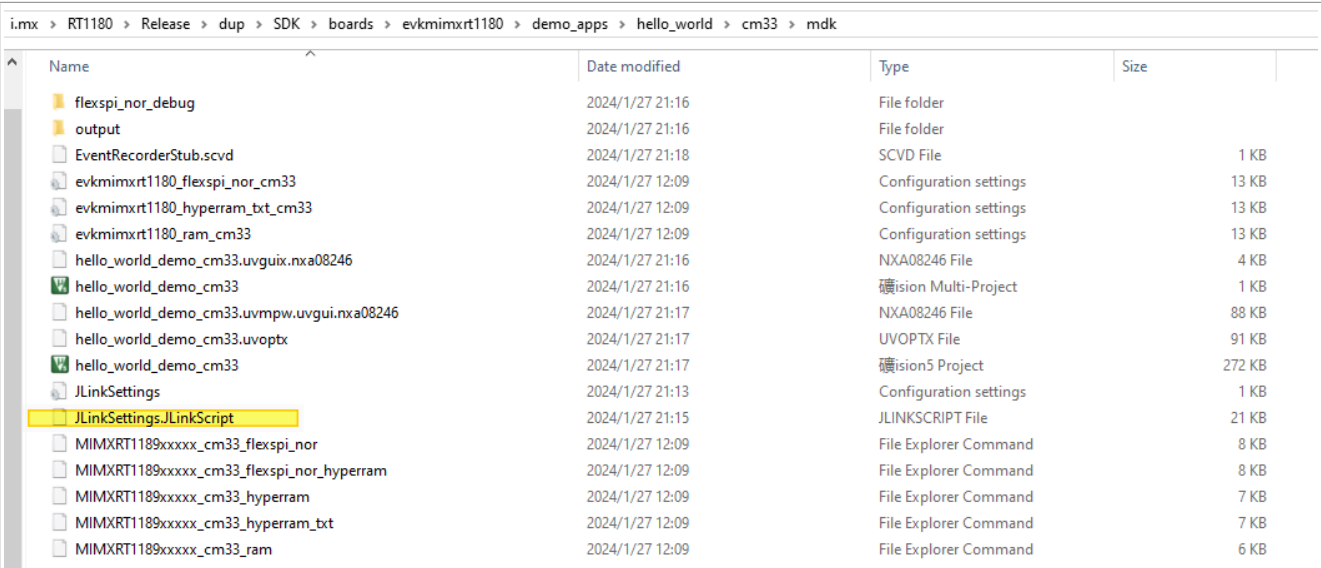 i.mx > RT1180 > Release > dup > SDK > boards > evkmimxrt1180 > demo_apps > hello_world > cm33 > mdk
Name Date modified Type Size
flexspi_nor_debug 2024/1/27 21:16 File folder
output 2024/1/27 21:16 File folder
EventRecorderStub.scvd 2024/1/27 21:18 SCVD File 1 KB
evkmimxrt1180_flexspi_nor_cm33 2024/1/27 12:09 Configuration settings 13 KB
evkmimxrt1180_hyperram_txt_cm33 2024/1/27 12:09 Configuration settings 13 KB
evkmimxrt1180_ram_cm33 2024/1/27 12:09 Configuration settings 13 KB
hello_world_demo_cm33.uvguix.nxa08246 2024/1/27 21:16 NXA08246 File 4 KB
hello_world_demo_cm33 2024/1/27 21:16 礦ision Multi-Project 1 KB
hello_world_demo_cm33.uvmpw.uvgui.nxa08246 2024/1/27 21:17 NXA08246 File 88 KB
hello_world_demo_cm33.uvoptx 2024/1/27 21:17 UVOPTX File 91 KB
hello_world_demo_cm33 2024/1/27 21:17 礦ision5 Project 272 KB
JLinkSettings 2024/1/27 21:13 Configuration settings 1 KB
JLinkSettings.JLinkScript 2024/1/27 21:15 JLINKSCRIPT File 21 KB
MIMXRT1189xxxxx_cm33_flexspi_nor 2024/1/27 12:09 File Explorer Command 8 KB
MIMXRT1189xxxxx_cm33_flexspi_nor_hyperram 2024/1/27 12:09 File Explorer Command 8 KB
MIMXRT1189xxxxx_cm33_hyperram 2024/1/27 12:09 File Explorer Command 7 KB
MIMXRT1189xxxxx_cm33_hyperram_txt 2024/1/27 12:09 File Explorer Command 7 KB
MIMXRT1189xxxxx_cm33_ram 2024/1/27 12:09 File Explorer Command 6 KB